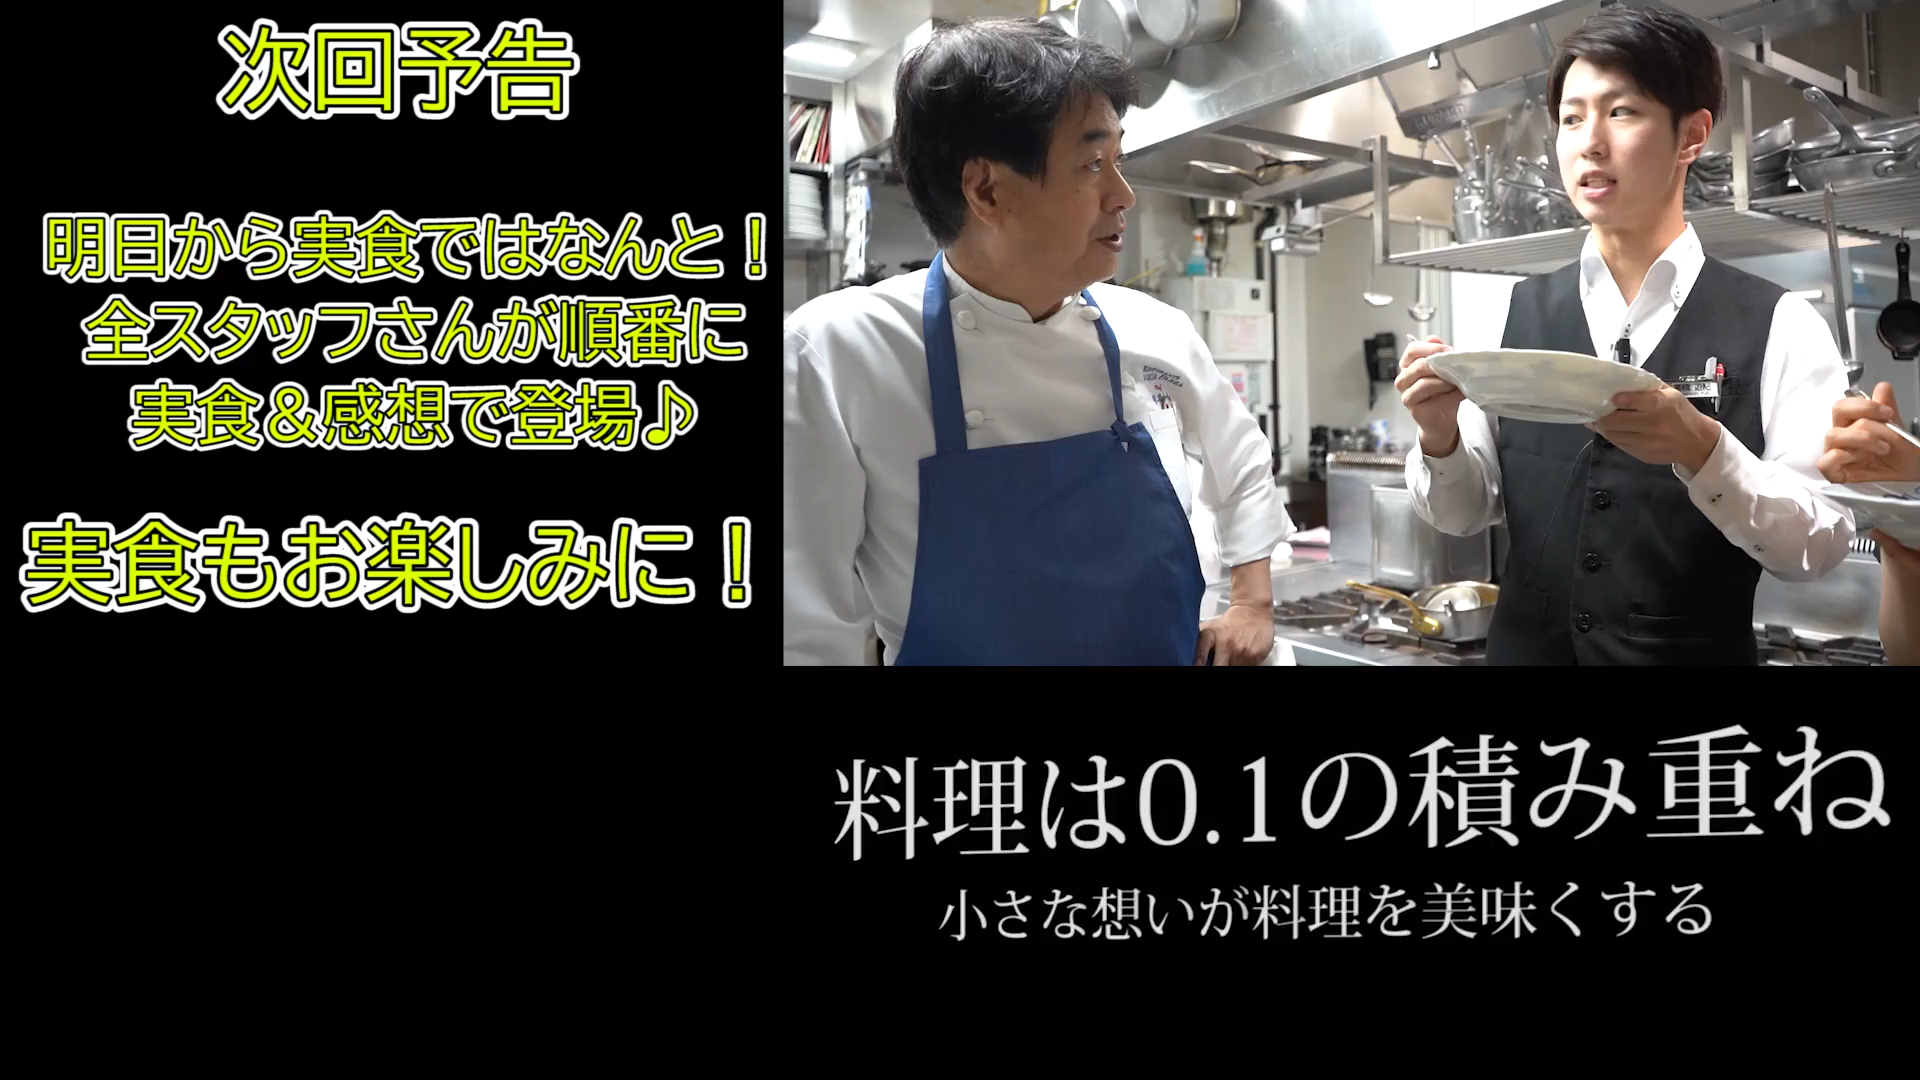 次回予告
明日から実食ではなんと！
全スタッフさんが順番に
実食＆感想で登場♪
実食もお楽しみに！
料理は0.1の積み重ね
小さな想いが料理を美味くする